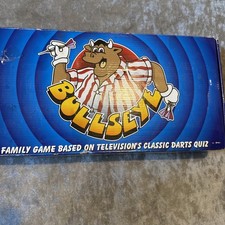 BULLSEYE
FAMILY GAME BASED ON TELEVISION'S CLASSIC DARTS QUIZ